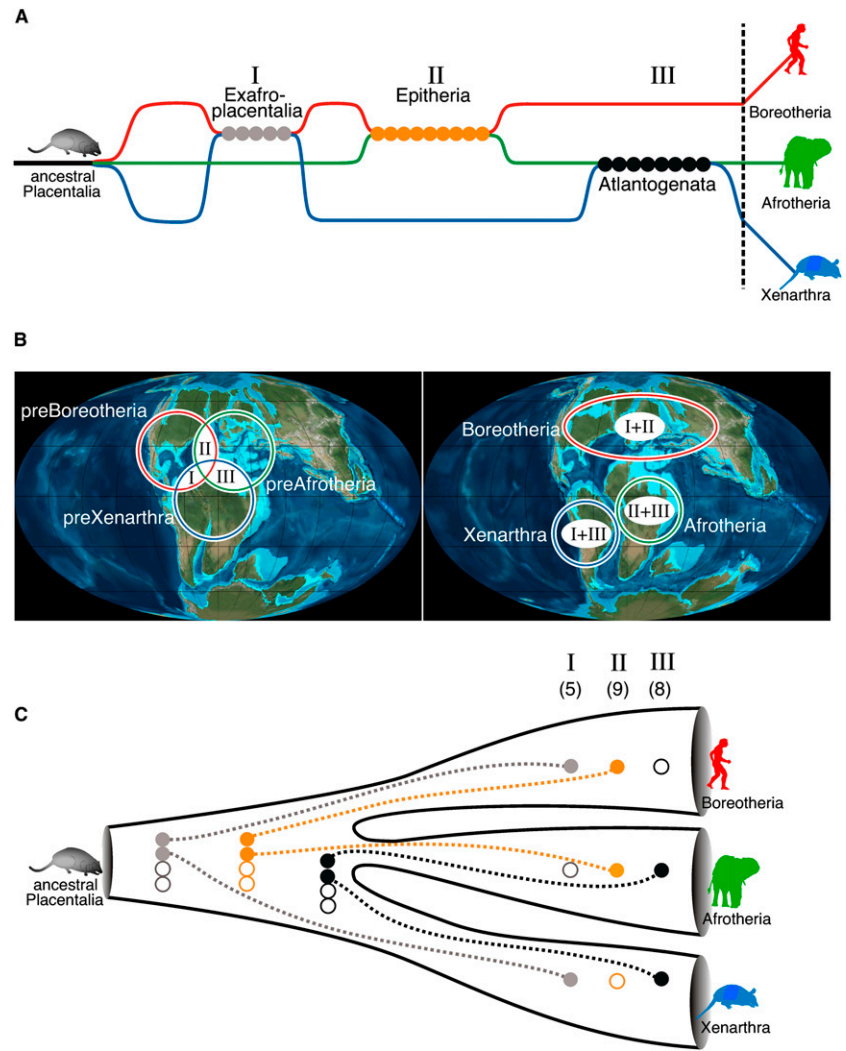 A
I
II
III
Exafro-
placentalia
Epitheria
Boreotheria
ancestral
Placentalia
Atlantogenata
Afrotheria
Xenarthra
B
preBoreotheria
II
I
III
preAfrotheria
preXenarthra
Boreotheria
I+II
II+III
Xenarthra
I+III
Afrotheria
I
II
III
(5)
(9)
(8)
C
Boreotheria
ancestral
Placentalia
Afrotheria
Xenarthra